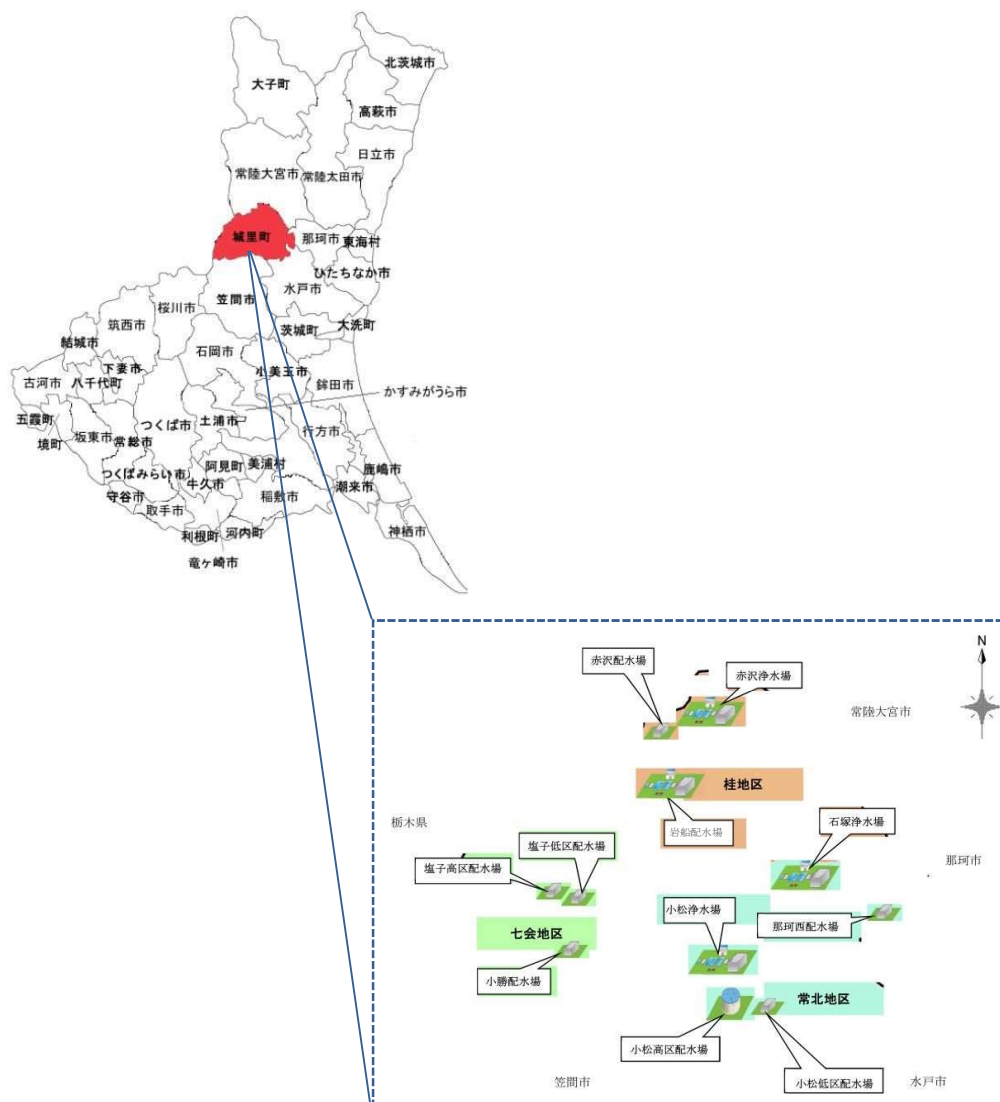 北茨城市
大子町
高萩市
日立市
常陸大宮市
常陸太田市
城里町
那珂市
東海村
ひたちなか市
水戸市
笠間市
桜川市
筑西市
茨城町
大洗町
結城市
石岡市
下妻市
小美玉市
古河市
八千代町
鉾田市
かすみがうら市
五霞町
つくば市
土浦市
坂東市
行方市
境町
常総市
阿見町
美浦村
鹿嶋市
つくばみらい市
牛久市
潮来市
守谷市
稲敷市
取手市
神栖市
利根町
河内町
竜ヶ崎市
N
赤沢配水場
赤沢浄水場
常陸大宮市
桂地区
栃木県
岩船配水場
石塚浄水場
塩子低区配水場
塩子高区配水場
那珂市
小松浄水場
那珂西配水場
七会地区
小勝配水場
常北地区
小松高区配水場
笠間市
小松低区配水場
水戸市